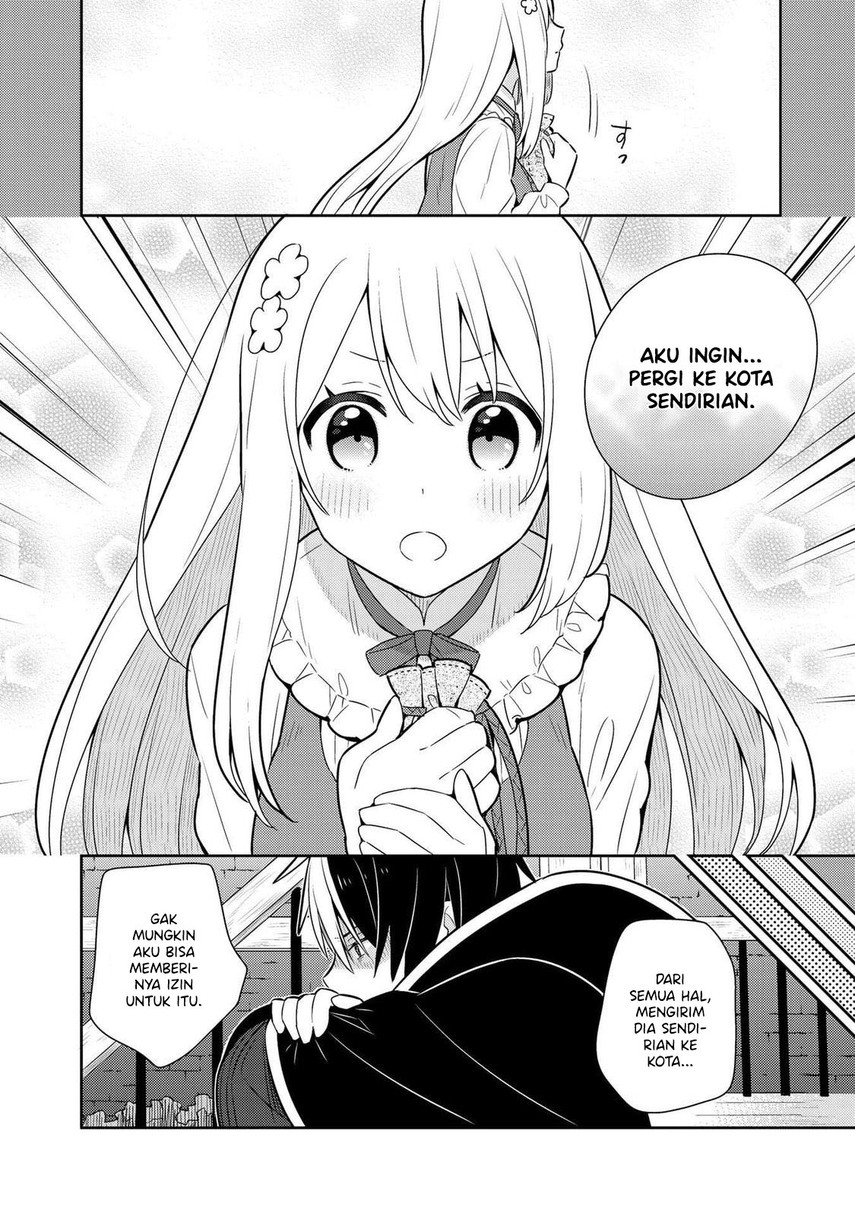 すっ
AKU INGIN...
PERGI KE KOTA
SENDIRIAN.
DARI
SEMUA HAL,
MENGIRIM
DIA SENDI-
RIAN KE
KOTA...
GAK
MUNGKIN
AKU BISA
MEMBERI-
NYA IZIN
UNTUK ITU.